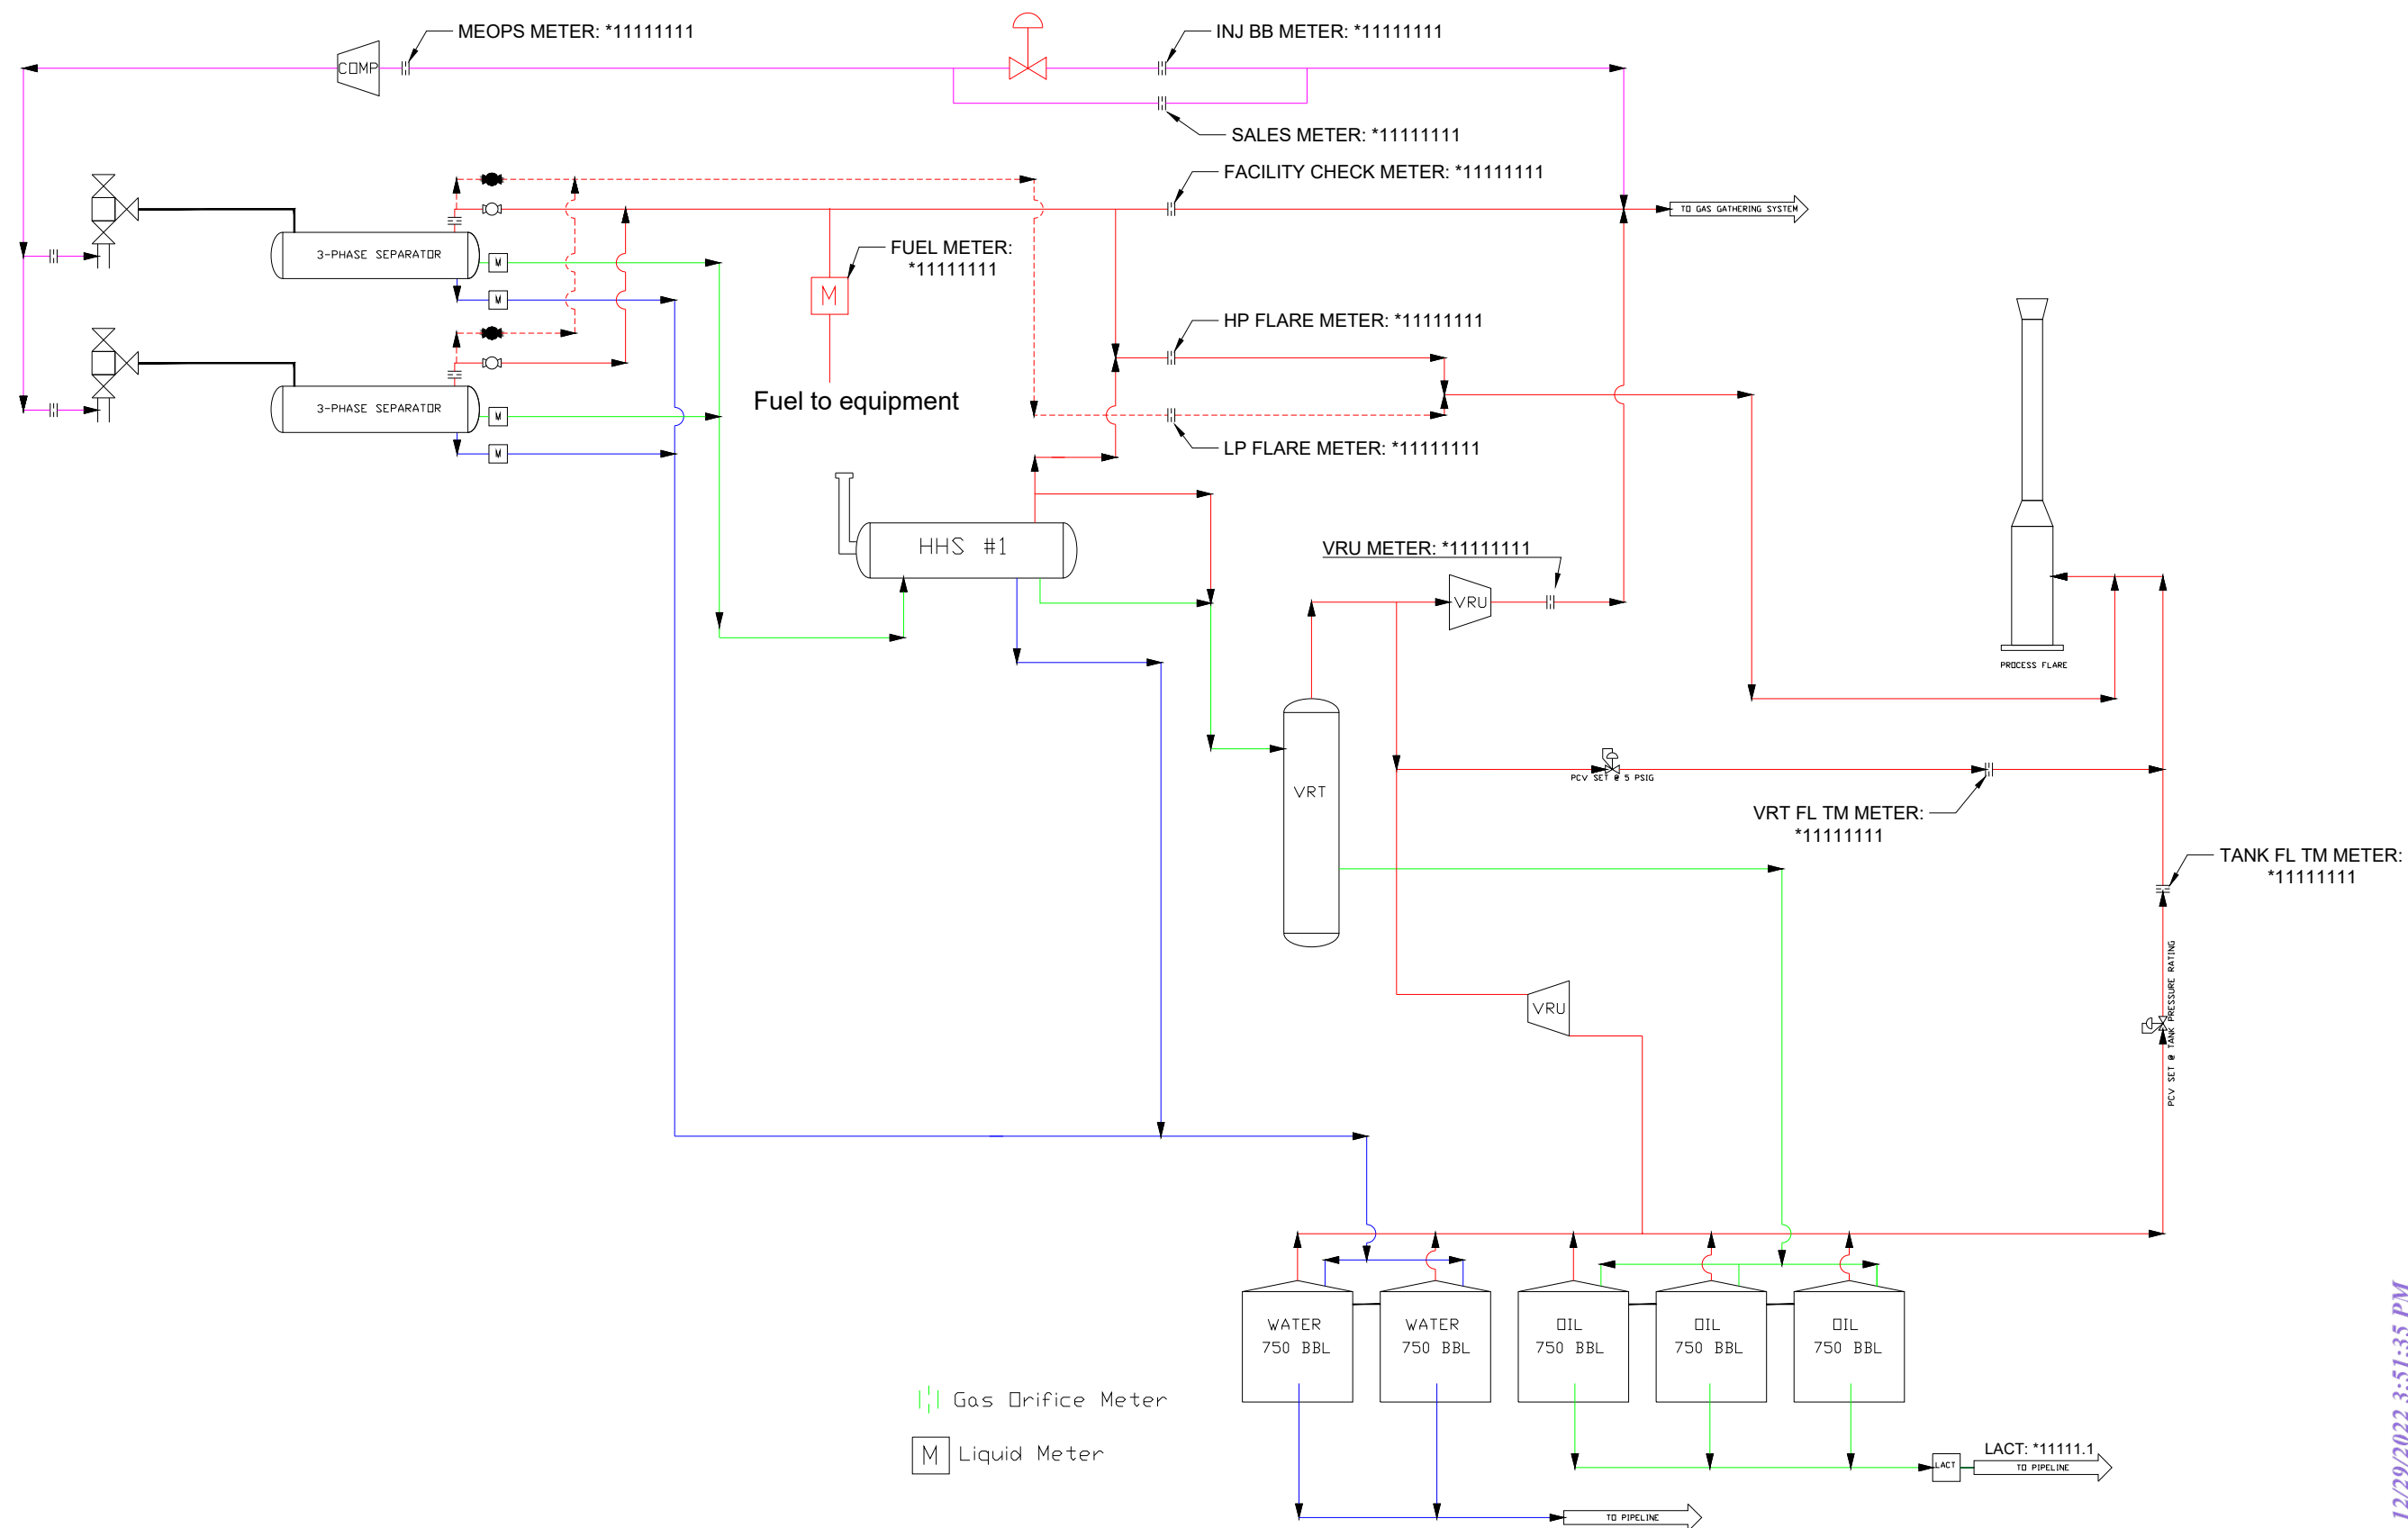 MEOPS METER: *11111111
INJ BB METER: *11111111
COMP
SALES METER: *11111111
FACILITY CHECK METER: *11111111
TO GAS GATHERING SYSTEM
3-PHASE SEPARATOR
M
FUEL METER:
*11111111
M
M
HP FLARE METER: *11111111
3-PHASE SEPARATOR
M
Fuel to equipment
M
LP FLARE METER: *11111111
HHS #1
VRU METER: *11111111
VRU
PROCESS FLARE
PCV SET @ 5 PSIG
VRT
VRT FL TM METER:
*11111111
TANK FL TM METER:
*11111111
PCV SET @ TANK PRESSURE RATING
VRU
WATER
750 BBL
WATER
750 BBL
OIL
750 BBL
OIL
750 BBL
OIL
750 BBL
Gas Orifice Meter
M Liquid Meter
LACT: *11111.1
LACT
TO PIPELINE
TO PIPELINE
12/29/2022 3:51:35 PM